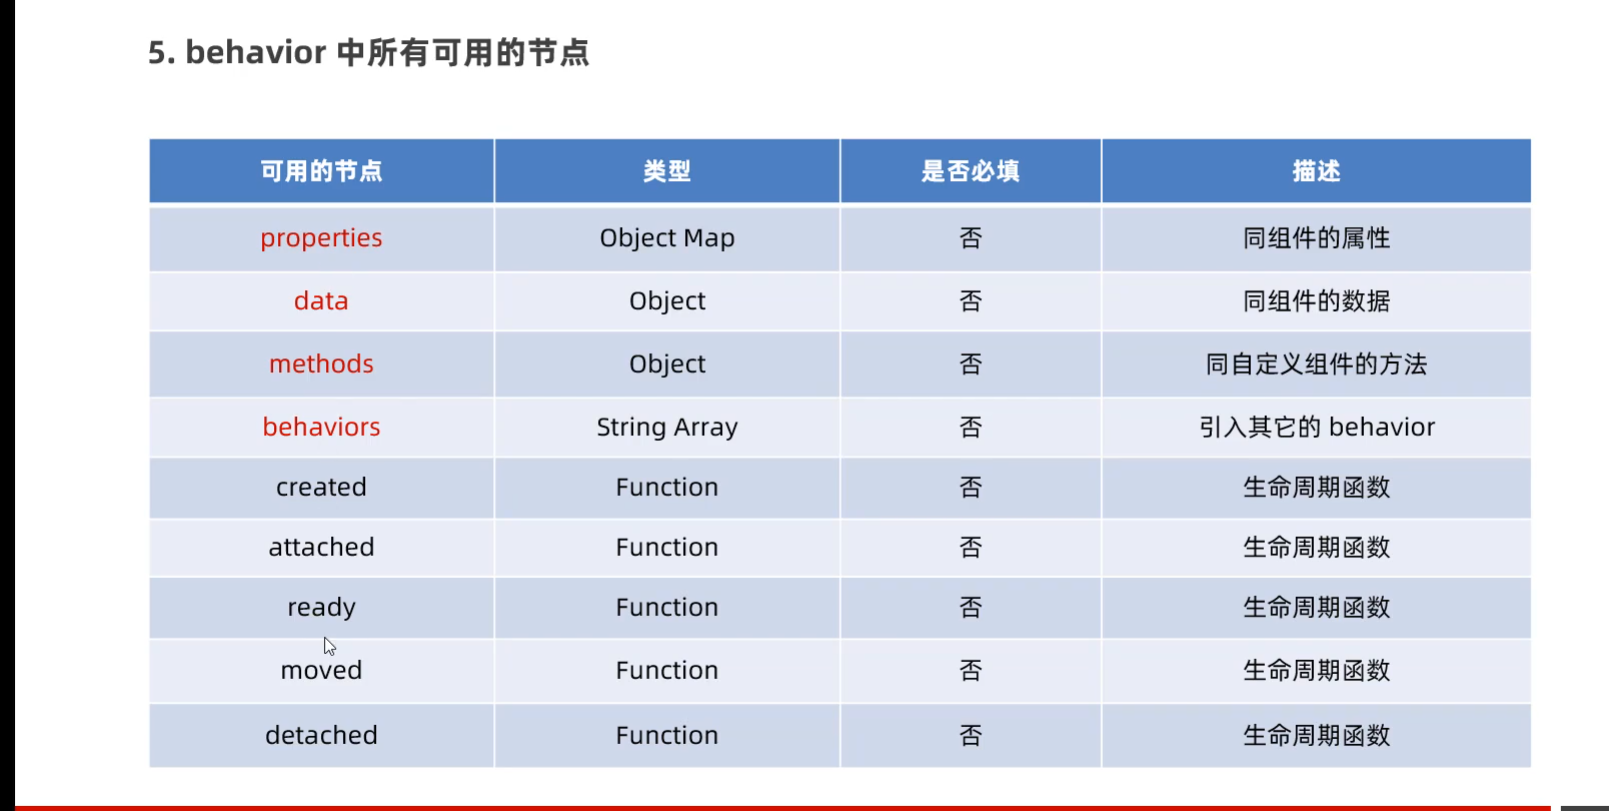 5. behavior 中所有可用的节点
可用的节点 类型 是否必填 描述
properties Object Map 否 同组件的属性
data Object 否 同组件的数据
methods Object 否 同自定义组件的方法
behaviors String Array 否 引入其它的 behavior
created Function 否 生命周期函数
attached Function 否 生命周期函数
ready Function 否 生命周期函数
moved Function 否 生命周期函数
detached Function 否 生命周期函数